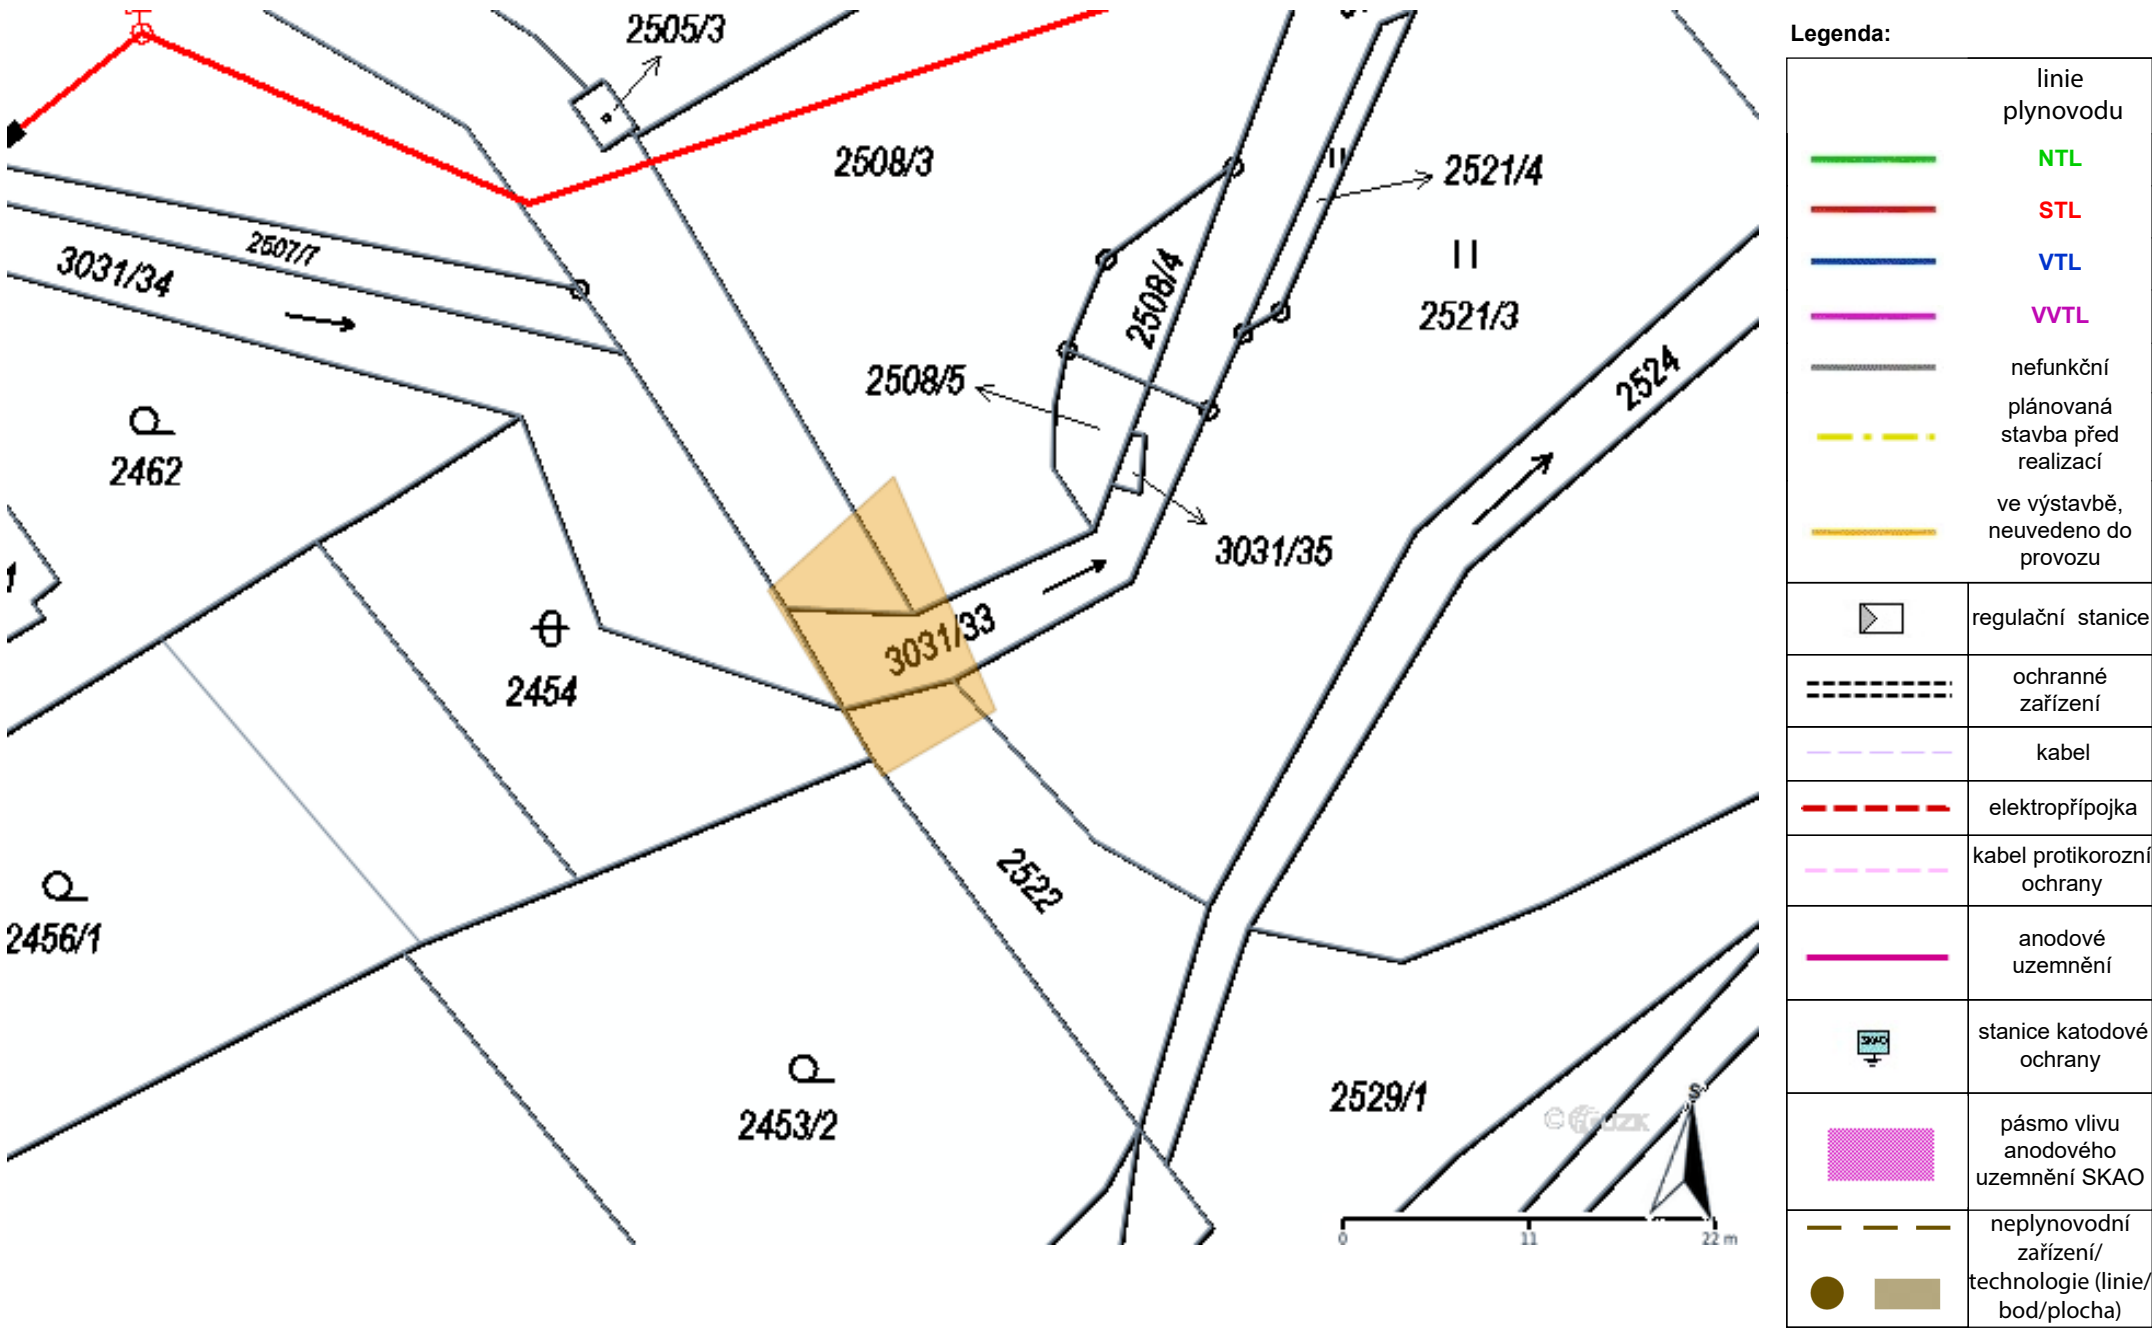 2505/3
2508/3
2521/4
2507/7
3031/34
2508/4
2521/3
2508/5
2524
2462
3031/35
3031/33
2454
2522
2456/1
2453/2
2529/1
S
0
11
22 m
Legenda:
linie
plynovodu
NTL
STL
VTL
VVTL
nefunkční
plánovaná
stavba před
realizací
ve výstavbě,
neuvedeno do
provozu
regulační stanice
ochranné
zařízení
kabel
elektropřípojka
kabel protikorozní
ochrany
anodové
uzemnění
SKAO
stanice katodové
ochrany
pásmo vlivu
anodového
uzemnění SKAO
neplynovodní
zařízení/
technologie (linie/
bod/plocha)